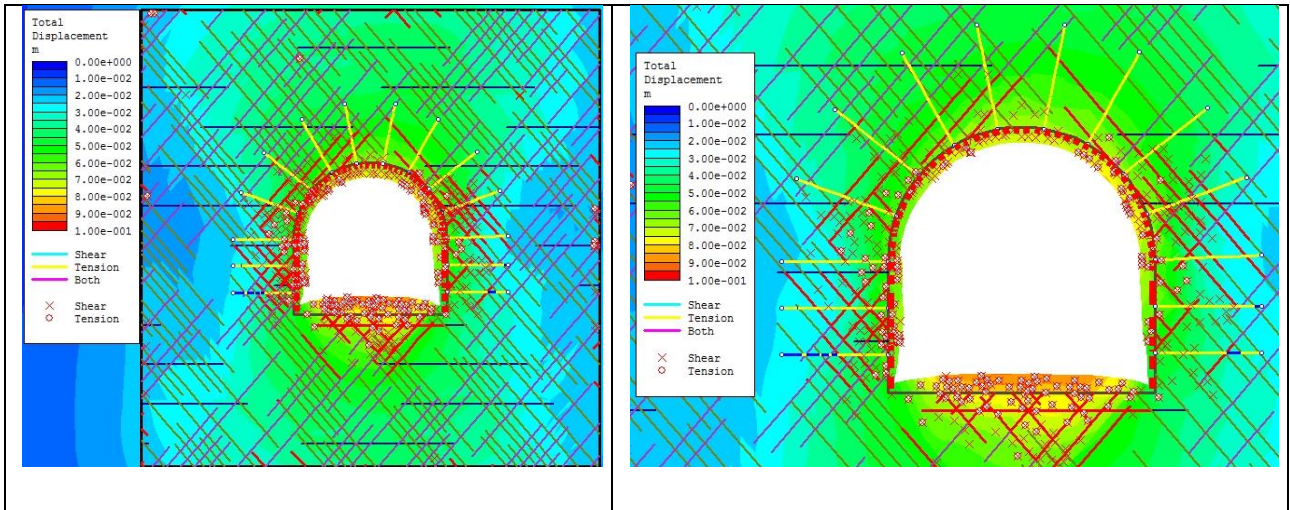 Total
Displacement
m
0.00e+000
1.00e-002
2.00e-002
3.00e-002
4.00e-002
5.00e-002
6.00e-002
7.00e-002
8.00e-002
9.00e-002
1.00e-001
Shear
Tension
Both
Shear
Tension
Total
Displacement
m
0.00e+000
1.00e-002
2.00e-002
3.00e-002
4.00e-002
5.00e-002
6.00e-002
7.00e-002
8.00e-002
9.00e-002
1.00e-001
Shear
Tension
Both
Shear
Tension